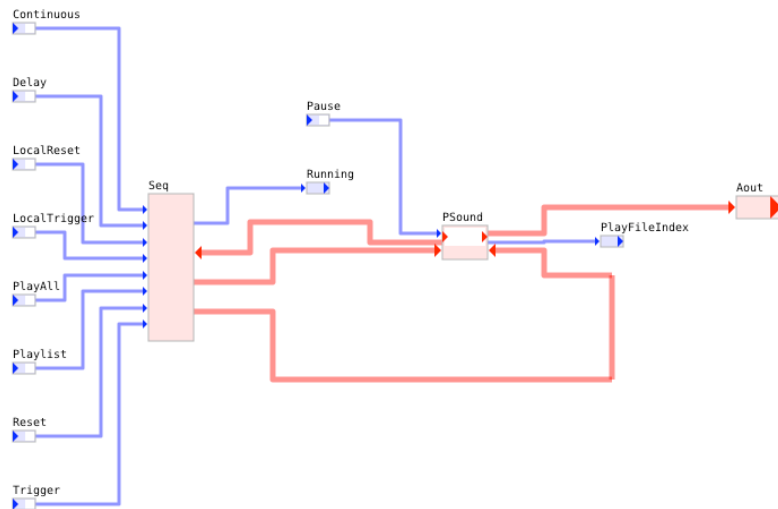 Continuous
Delay
Pause
LocalReset
Running
Seq
Aout
LocalTrigger
PSound
PlayFileIndex
PlayAll
Playlist
Reset
Trigger